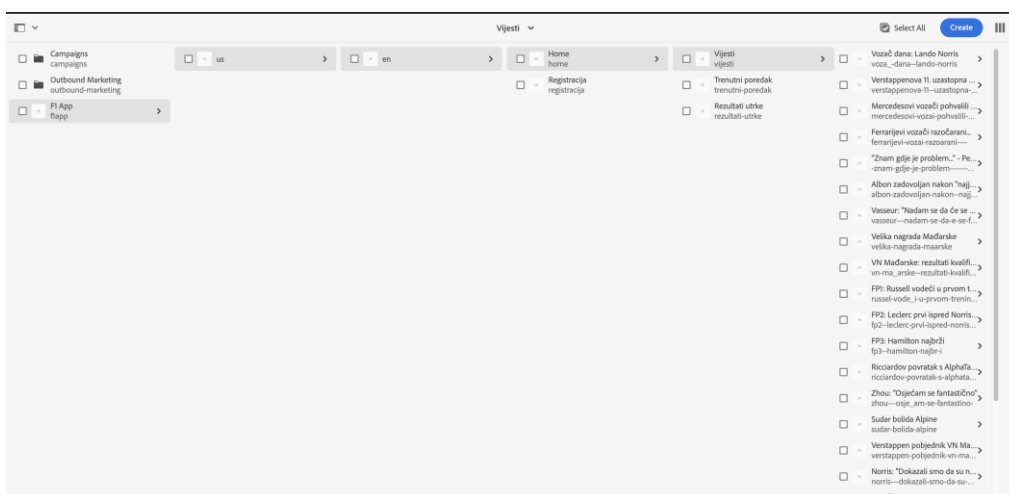 Vijesti
Select All
Create
Campaigns
campaigns
Outbound Marketing
outbound-marketing
F1 App
f1app
us
en
Home
home
Registracija
registracija
Vijesti
vijesti
Trenutni poredak
trenutni-poredak
Rezultati utrke
rezultati-utrke
Vozač dana: Lando Norris
voza_-dana--lando-norris
Verstappenova 11. uzastopna ...
verstappenova-11--uzastopna-...
Mercedesovi vozači pohvalili ...
mercedesovi-vozai-pohvalili-...
Ferrarijevi vozači razočarani...
ferrarijevi-vozai-razoarani----
"Znam gdje je problem..." - Pe...
-znam-gdje-je-problem-------...
Albon zadovoljan nakon "najj...
albon-zadovoljan-nakon--najj...
Vasseur: "Nadam se da će se ...
vasseur---nadam-se-da-e-se-f...
Velika nagrada Mađarske
velika-nagrada-maarske
VN Mađarske: rezultati kvalifi...
vn-ma_arske--rezultati-kvalifi...
FP1: Russell vodeći u prvom t...
russel-vode_i-u-prvom-trenin...
FP2: Leclerc prvi ispred Norris...
fp2--leclerc-prvi-ispred-norris...
FP3: Hamilton najbrži
fp3--hamilton-najbr-i
Ricciardov povratak s AlphaTa...
ricciardov-povratak-s-alphata...
Zhou: "Osjećam se fantastično"
zhou---osje_am-se-fantastino-
Sudar bolida Alpine
sudar-bolida-alpine
Verstappen pobjednik VN Ma...
verstappen-pobjednik-vn-ma...
Norris: "Dokazali smo da su n...
norris---dokazali-smo-da-su-...